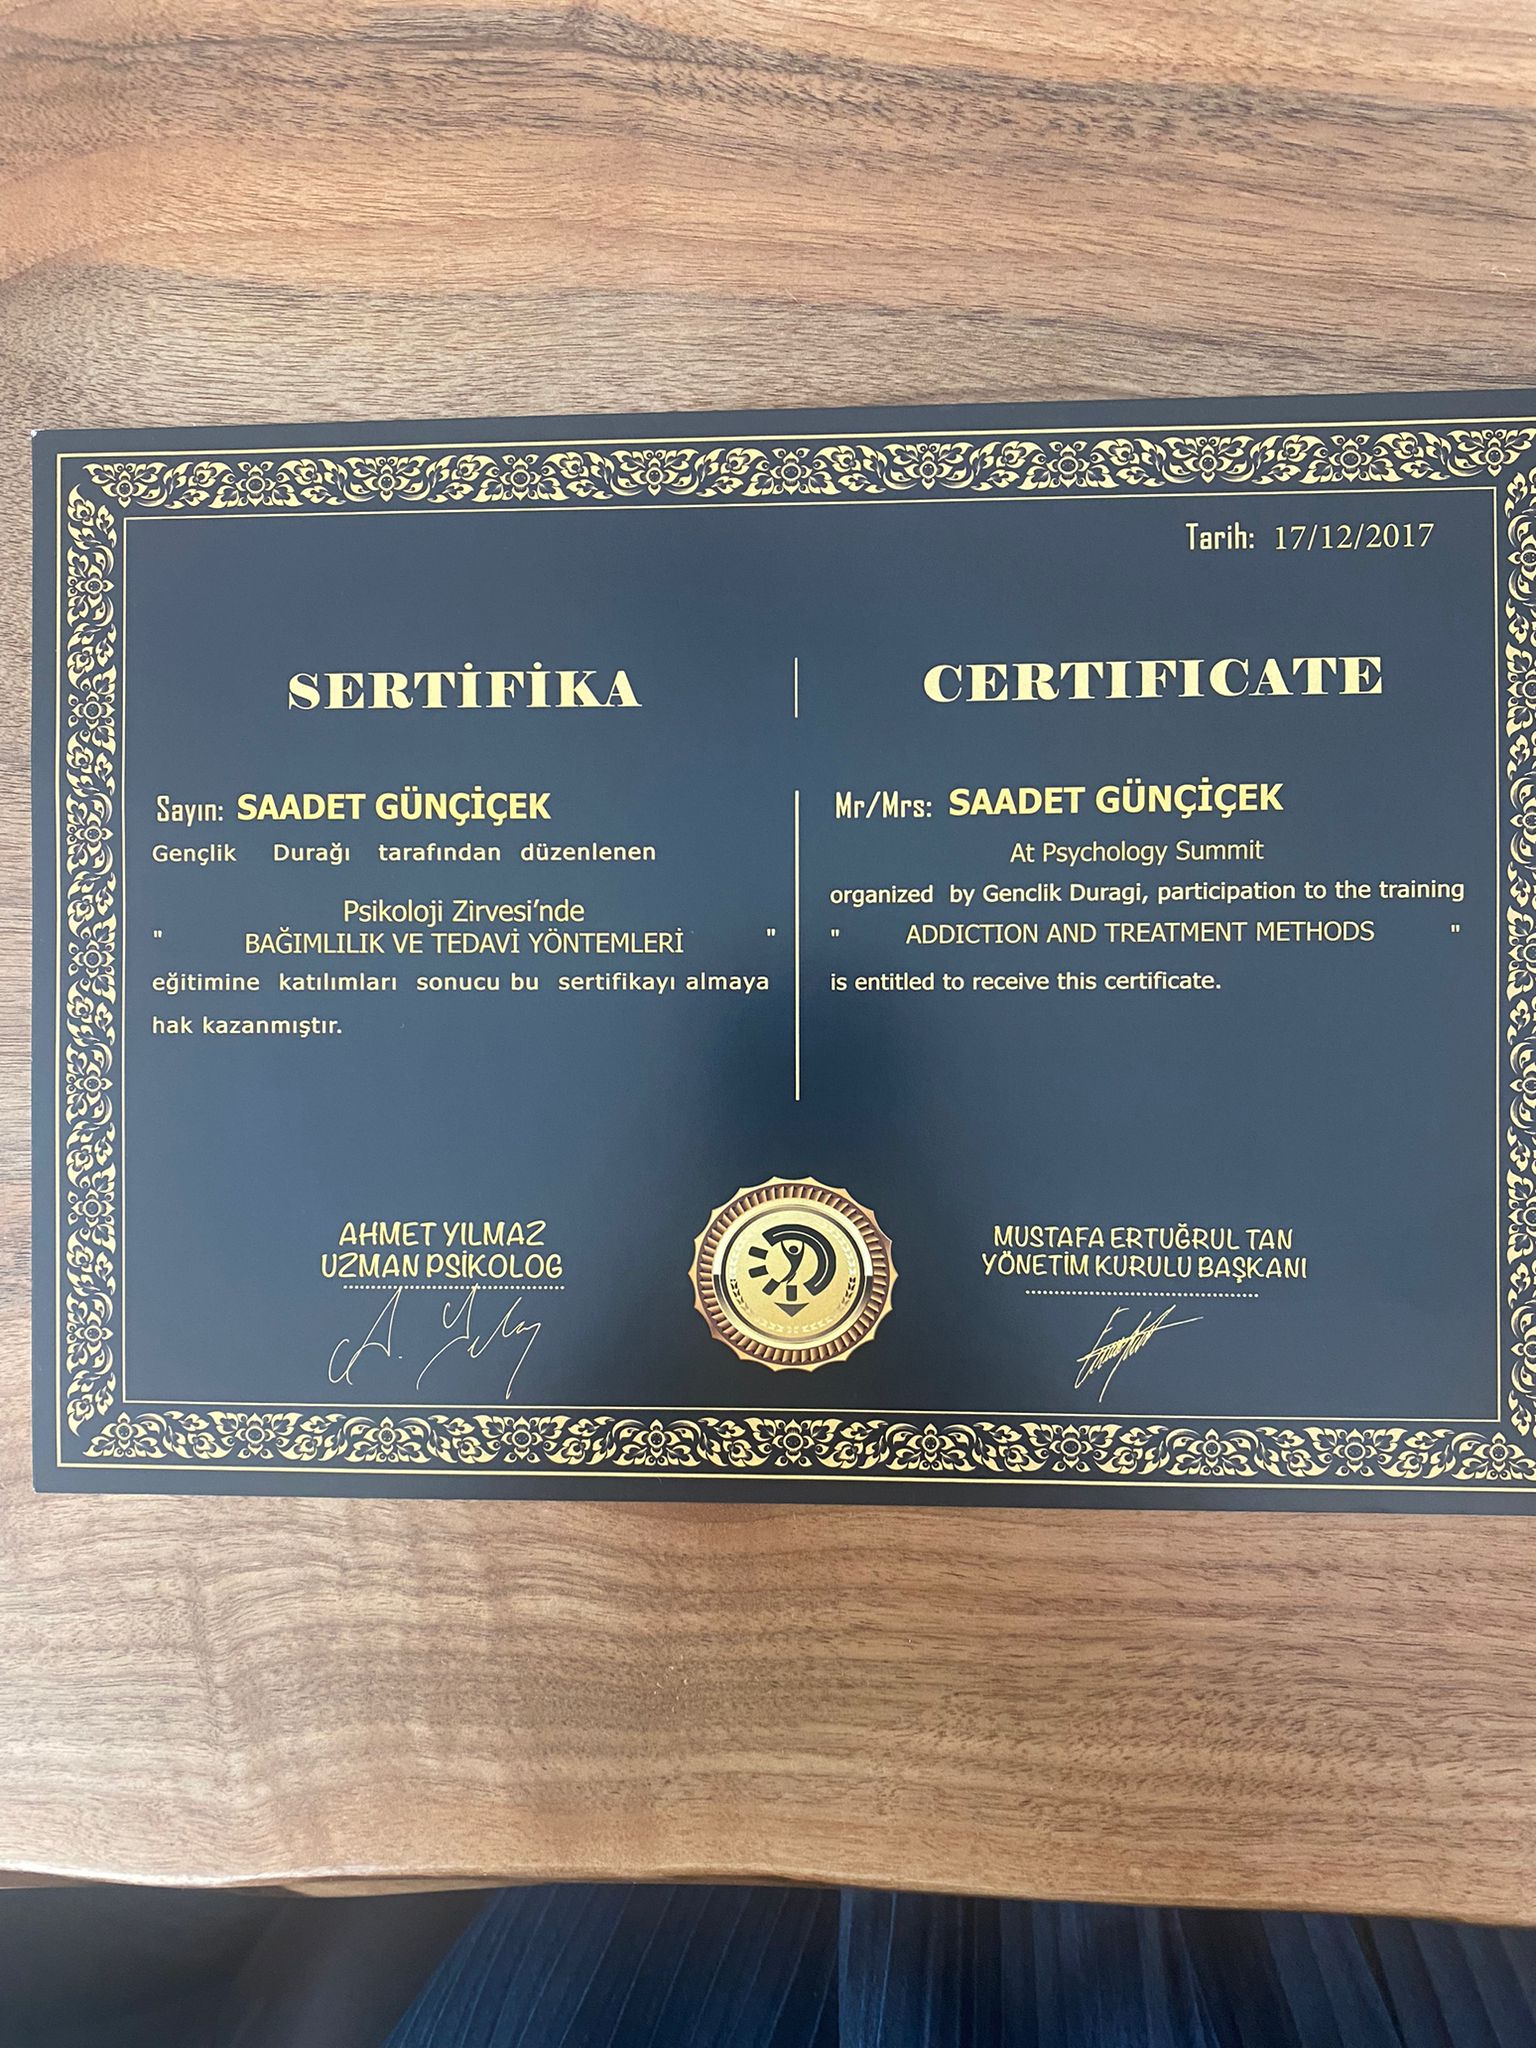 Tarih: 17/12/2017
SERTİFİKA
Sayın: SAADET GÜNÇİÇEK
Gençlik Durağı tarafından düzenlenen
Psikoloji Zirvesi'nde
" BAĞIMLILIK VE TEDAVİ YÖNTEMLERİ "
eğitimine katılımları sonucu bu sertifikayı almaya
hak kazanmıştır.
CERTIFICATE
Mr/Mrs: SAADET GÜNÇİÇEK
At Psychology Summit
organized by Genclik Duragi, participation to the training
" ADDICTION AND TREATMENT METHODS "
is entitled to receive this certificate.
AHMET YILMAZ
UZMAN PSİKOLOG
A. Yılmaz
MUSTAFA ERTUĞRUL TAN
YÖNETİM KURULU BAŞKANI